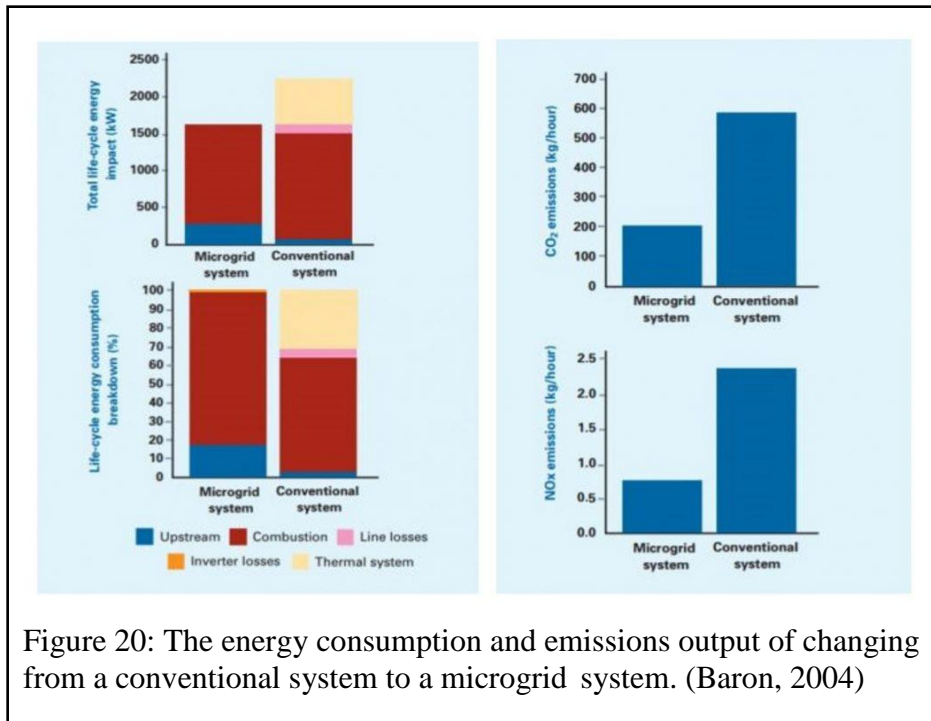 Total life-cycle energy
impact (kW)
2500
2000
1500
1000
500
0
Microgrid
system
Conventional
system
Life-cycle energy consumption
breakdown (%)
100
90
80
70
60
50
40
30
20
10
0
Microgrid
system
Conventional
system
Upstream
Combustion
Line losses
Inverter losses
Thermal system
CO₂ emissions (kg/hour)
700
600
500
400
300
200
100
0
Microgrid
system
Conventional
system
NOx emissions (kg/hour)
2.5
2.0
1.5
1.0
0.5
0.0
Microgrid
system
Conventional
system
Figure 20: The energy consumption and emissions output of changing
from a conventional system to a microgrid system. (Baron, 2004)